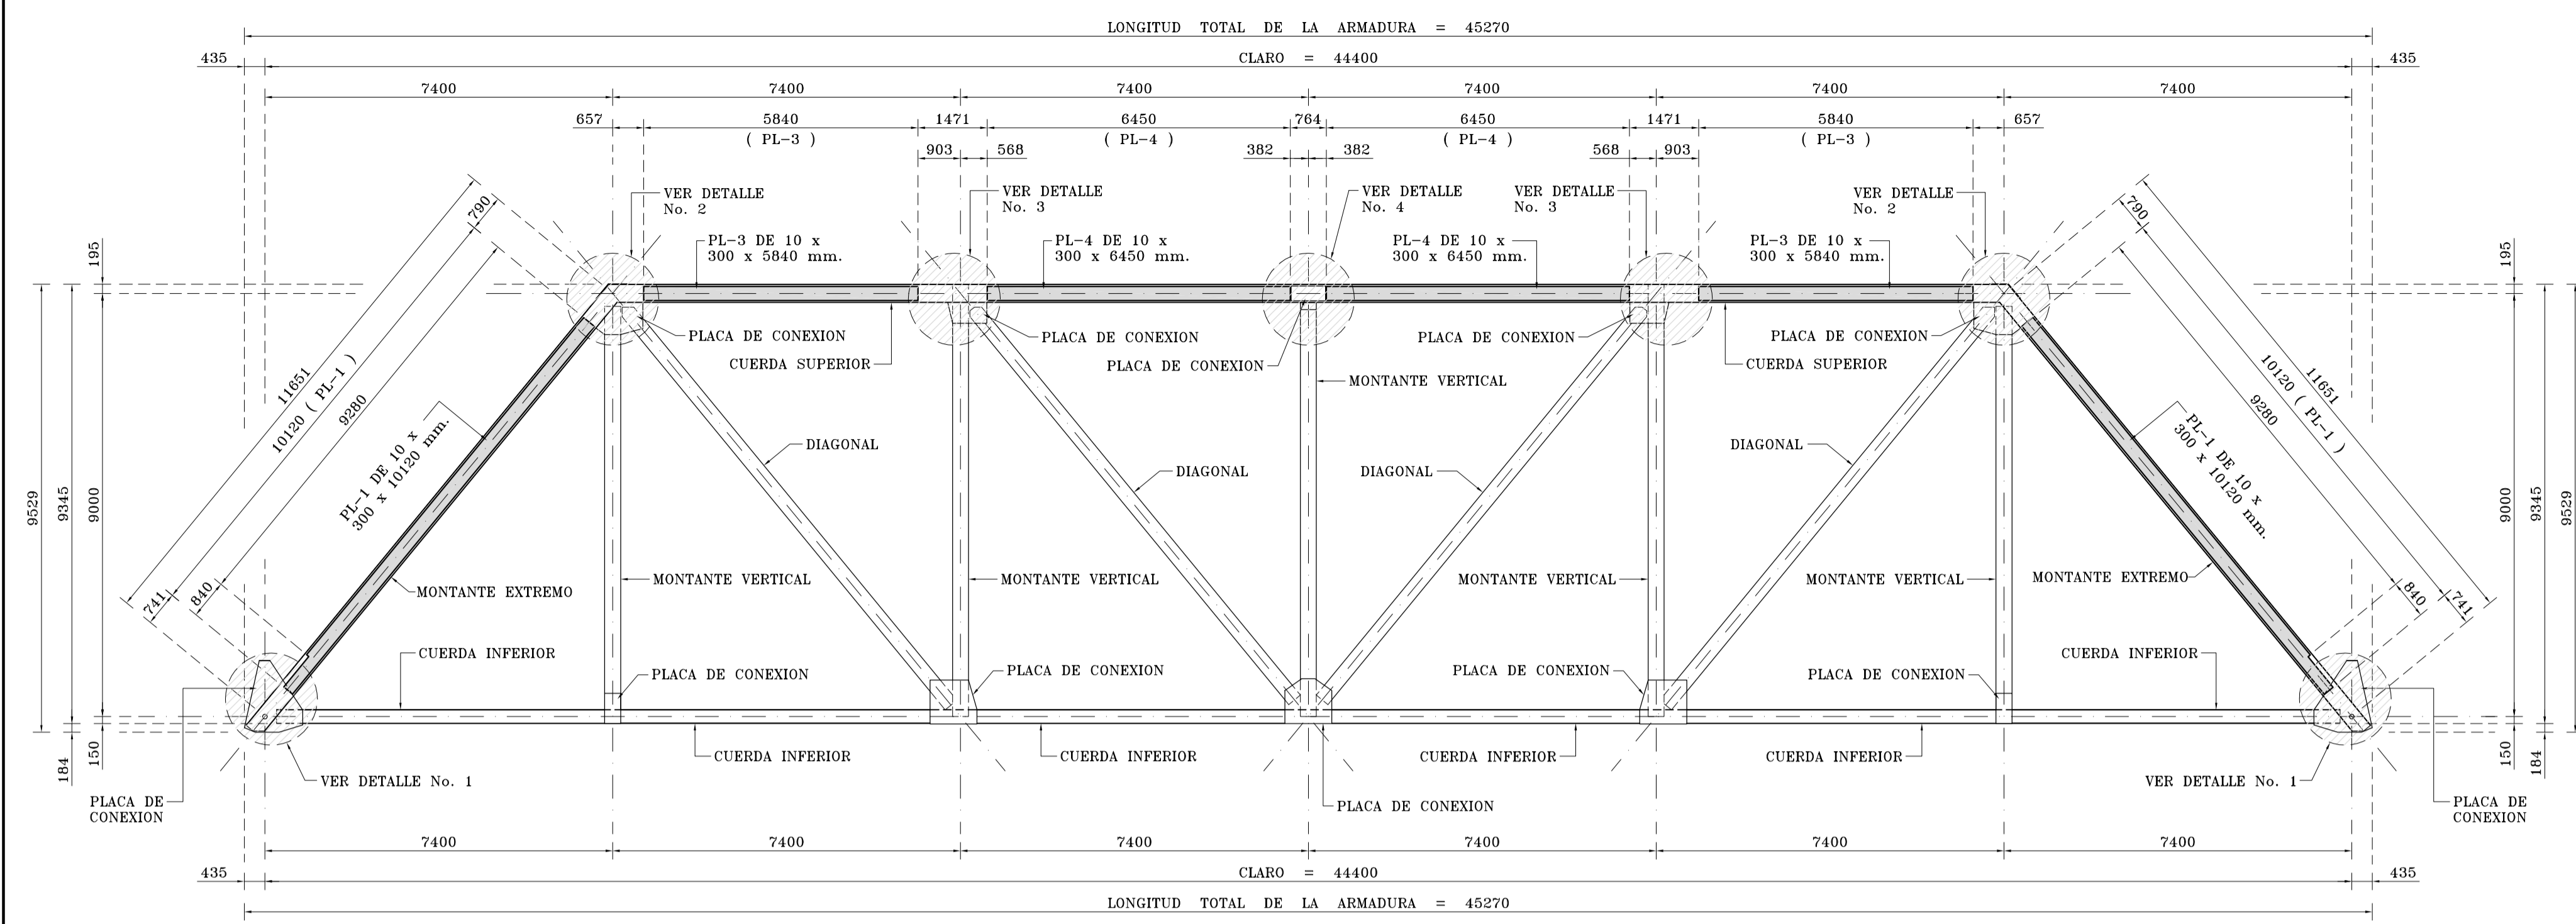 LONGITUD TOTAL DE LA ARMADURA = 45270
435 CLARO = 44400 435
7400 7400 7400 7400 7400 7400
657 5840 1471 6450 764 6450 1471 5840 657
( PL-3 ) ( PL-4 ) ( PL-4 ) ( PL-3 )
903 568 382 382 568 903
VER DETALLE
No. 2
VER DETALLE
No. 3
VER DETALLE
No. 4
VER DETALLE
No. 3
VER DETALLE
No. 2
790
790
195
195
PL-3 DE 10 x
300 x 5840 mm.
PL-4 DE 10 x
300 x 6450 mm.
PL-4 DE 10 x
300 x 6450 mm.
PL-3 DE 10 x
300 x 5840 mm.
PLACA DE CONEXION
PLACA DE CONEXION
PLACA DE CONEXION
PLACA DE CONEXION
CUERDA SUPERIOR
PLACA DE CONEXION
CUERDA SUPERIOR
MONTANTE VERTICAL
11651
10120 ( PL-1 )
9280
11651
10120 ( PL-1 )
9280
PL-1 DE 10 x
300 x 10120 mm.
PL-1 DE 10 x
300 x 10120 mm.
DIAGONAL
DIAGONAL
DIAGONAL
DIAGONAL
9529
9345
9000
9000
9345
9529
MONTANTE EXTREMO
MONTANTE VERTICAL
MONTANTE VERTICAL
MONTANTE VERTICAL
MONTANTE VERTICAL
MONTANTE EXTREMO
741
840
840
741
CUERDA INFERIOR
PLACA DE CONEXION
PLACA DE CONEXION
PLACA DE CONEXION
PLACA DE CONEXION
CUERDA INFERIOR
184
150
150
184
CUERDA INFERIOR
CUERDA INFERIOR
CUERDA INFERIOR
CUERDA INFERIOR
VER DETALLE No. 1
VER DETALLE No. 1
PLACA DE
CONEXION
PLACA DE CONEXION
PLACA DE
CONEXION
7400 7400 7400 7400 7400 7400
435 CLARO = 44400 435
LONGITUD TOTAL DE LA ARMADURA = 45270